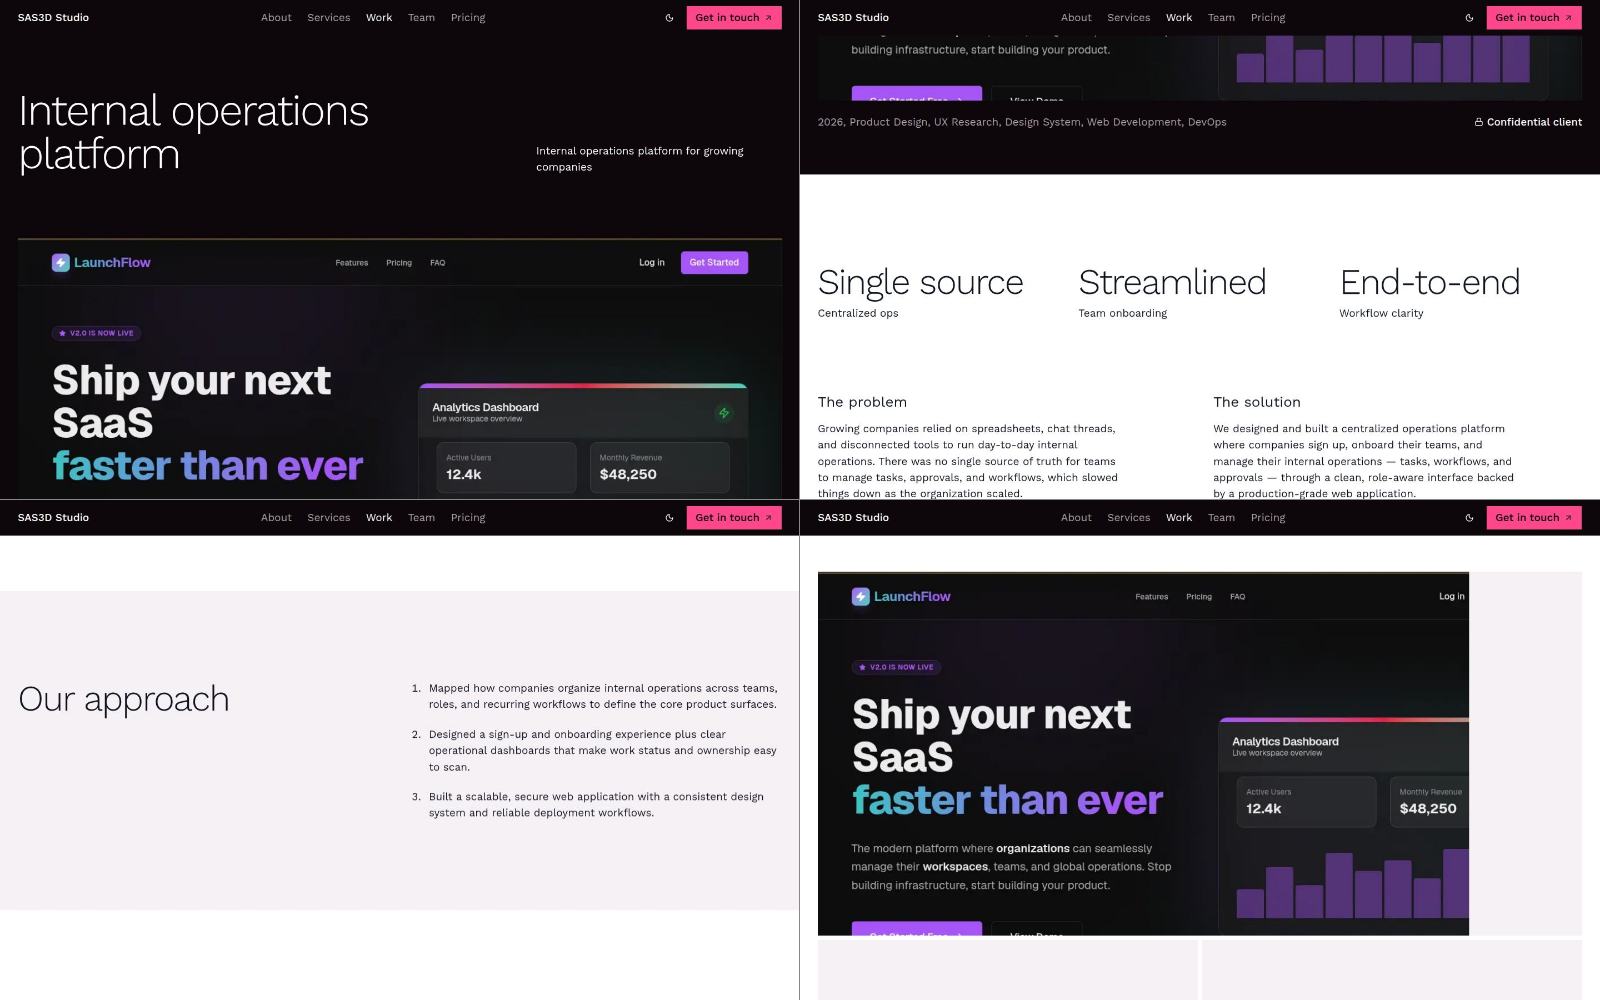 SAS3D Studio
About Services Work Team Pricing
Get in touch
Internal operations
platform
Internal operations platform for growing
companies
LaunchFlow
Features Pricing FAQ
Log in
Get Started
V2.0 IS NOW LIVE
Ship your next
SaaS
faster than ever
Analytics Dashboard
Live workspace overview
Active Users
12.4k
Monthly Revenue
$48,250
SAS3D Studio
About Services Work Team Pricing
Get in touch
building infrastructure, start building your product.
Get Started Free
View Demo
2026, Product Design, UX Research, Design System, Web Development, DevOps
Confidential client
Single source
Centralized ops
Streamlined
Team onboarding
End-to-end
Workflow clarity
The problem
Growing companies relied on spreadsheets, chat threads,
and disconnected tools to run day-to-day internal
operations. There was no single source of truth for teams
to manage tasks, approvals, and workflows, which slowed
things down as the organization scaled.
The solution
We designed and built a centralized operations platform
where companies sign up, onboard their teams, and
manage their internal operations — tasks, workflows, and
approvals — through a clean, role-aware interface backed
by a production-grade web application.
SAS3D Studio
About Services Work Team Pricing
Get in touch
Our approach
1. Mapped how companies organize internal operations across teams,
roles, and recurring workflows to define the core product surfaces.
2. Designed a sign-up and onboarding experience plus clear
operational dashboards that make work status and ownership easy
to scan.
3. Built a scalable, secure web application with a consistent design
system and reliable deployment workflows.
SAS3D Studio
About Services Work Team Pricing
Get in touch
LaunchFlow
Features Pricing FAQ
Log in
V2.0 IS NOW LIVE
Ship your next
SaaS
faster than ever
The modern platform where organizations can seamlessly
manage their workspaces, teams, and global operations. Stop
building infrastructure, start building your product.
Get Started Free
View Demo
Analytics Dashboard
Live workspace overview
Active Users
12.4k
Monthly Revenue
$48,250